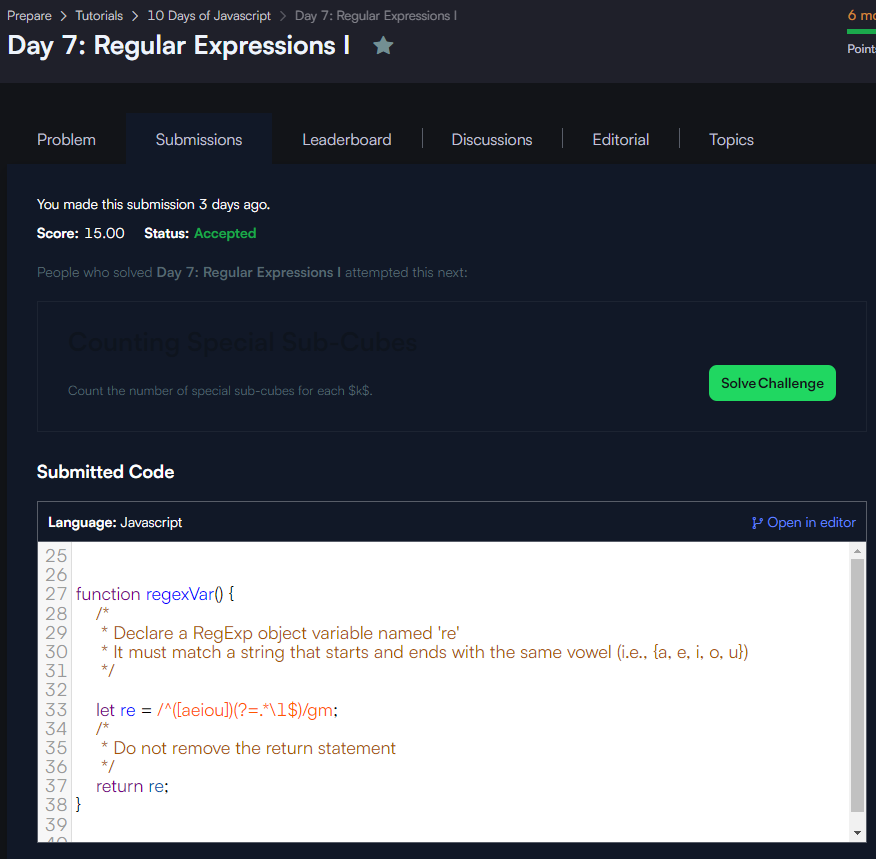 Prepare > Tutorials > 10 Days of Javascript > Day 7: Regular Expressions I
6 mo
Day 7: Regular Expressions I
Points
Problem
Submissions
Leaderboard
Discussions
Editorial
Topics
You made this submission 3 days ago.
Score: 15.00 Status: Accepted
People who solved Day 7: Regular Expressions I attempted this next:
Counting Special Sub-Cubes
Count the number of special sub-cubes for each $k$.
Solve Challenge
Submitted Code
Language: Javascript
Open in editor
25
26
27 function regexVar() {
28 /*
29 * Declare a RegExp object variable named 're'
30 * It must match a string that starts and ends with the same vowel (i.e., {a, e, i, o, u})
31 */
32
33 let re = /^([aeiou])(?=.*\1$)/gm;
34 /*
35 * Do not remove the return statement
36 */
37 return re;
38 }
39
40